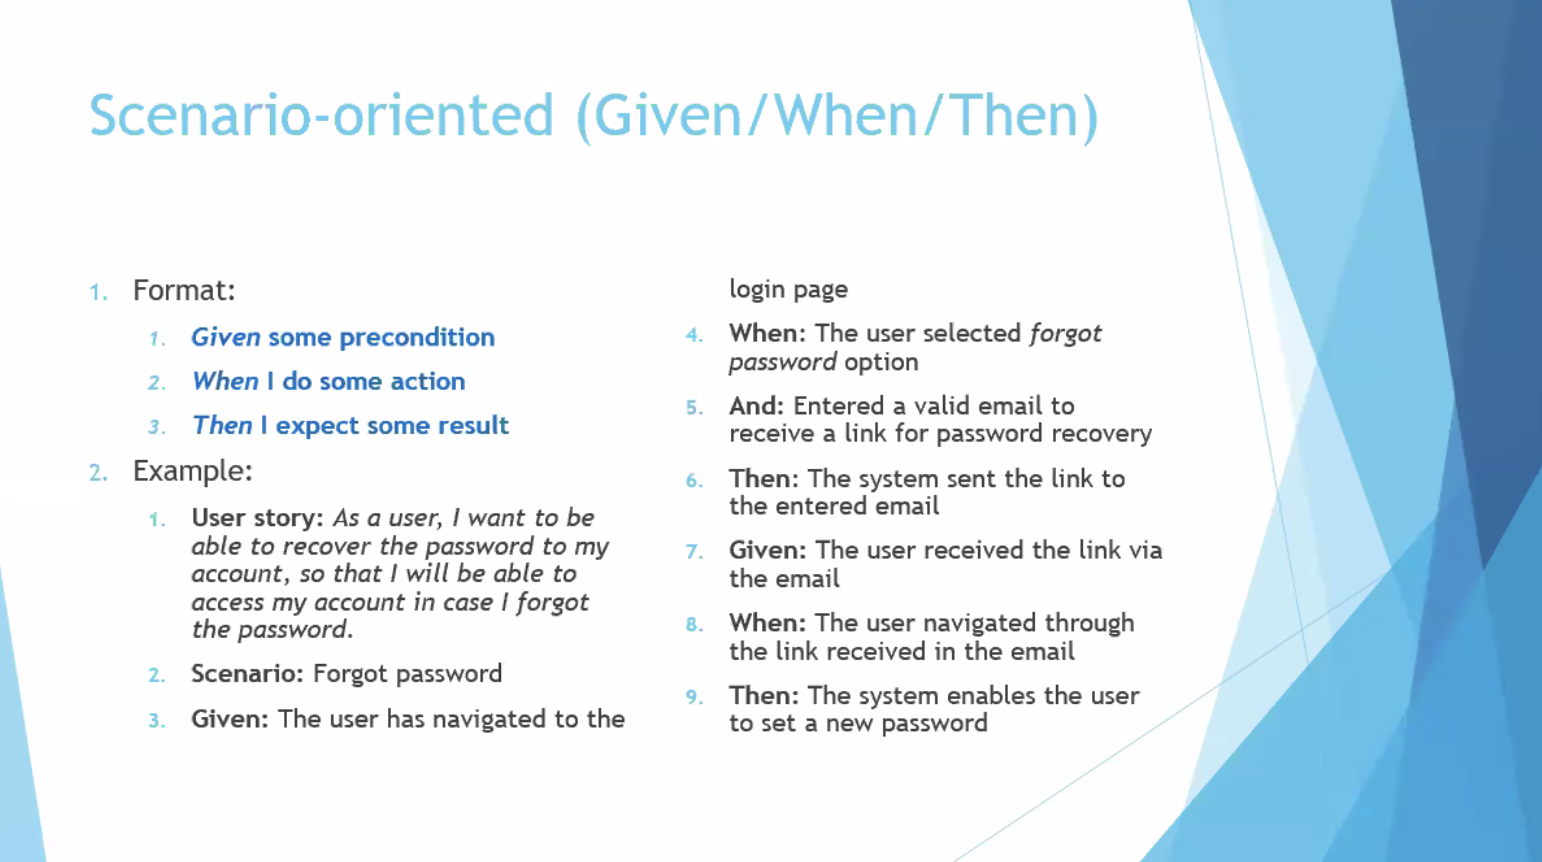 Scenario-oriented (Given/When/Then)
1. Format:
1. Given some precondition
2. When I do some action
3. Then I expect some result
2. Example:
1. User story: As a user, I want to be
able to recover the password to my
account, so that I will be able to
access my account in case I forgot
the password.
2. Scenario: Forgot password
3. Given: The user has navigated to the
login page
4. When: The user selected forgot
password option
5. And: Entered a valid email to
receive a link for password recovery
6. Then: The system sent the link to
the entered email
7. Given: The user received the link via
the email
8. When: The user navigated through
the link received in the email
9. Then: The system enables the user
to set a new password